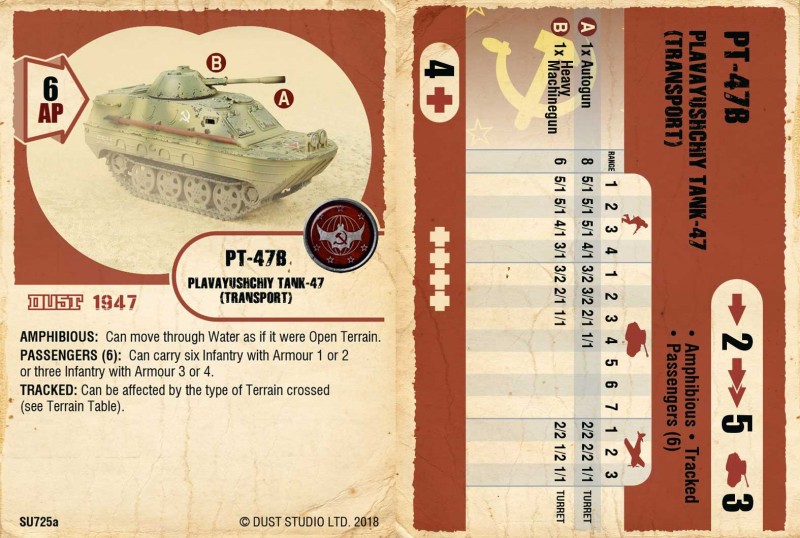 6
AP
B
A
PT-47B
PLAVAYUSHCHIY TANK-47
(TRANSPORT)
DUST 1947
AMPHIBIOUS: Can move through Water as if it were Open Terrain.
PASSENGERS (6): Can carry six Infantry with Armour 1 or 2
or three Infantry with Armour 3 or 4.
TRACKED: Can be affected by the type of Terrain crossed
(see Terrain Table).
SU725a
© DUST STUDIO LTD. 2018
PT-47B
PLAVAYUSHCHIY TANK-47
(TRANSPORT)
2 5 3
• Amphibious • Tracked
• Passengers (6)
4
RANGE 1 2 3 4 1 2 3 4 5 6 7 1 2 3
A 1x Autogun 8 5/1 5/1 5/1 4/1 3/2 3/2 2/1 1/1 2/2 2/2 1/1 TURRET
B 1x Heavy 6 5/1 5/1 4/1 3/1 3/2 2/1 1/1 2/2 1/2 1/1 TURRET
Machinegun